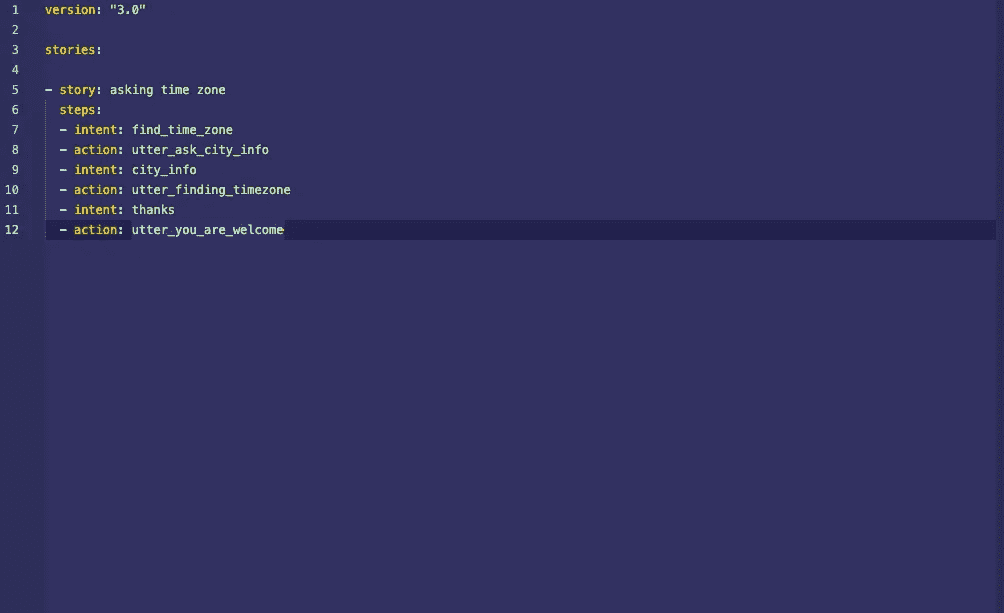 1 version: "3.0"
2
3 stories:
4
5 - story: asking time zone
6 steps:
7 - intent: find_time_zone
8 - action: utter_ask_city_info
9 - intent: city_info
10 - action: utter_finding_timezone
11 - intent: thanks
12 - action: utter_you_are_welcome